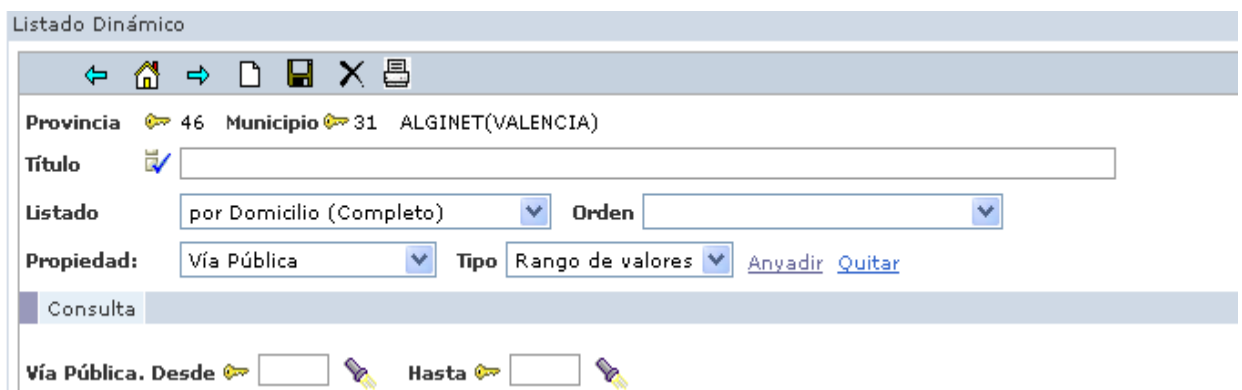 Listado Dinámico
Provincia 46 Municipio 31 ALGINET(VALENCIA)
Título
Listado por Domicilio (Completo) Orden
Propiedad: Vía Pública Tipo Rango de valores Anyadir Quitar
Consulta
Vía Pública. Desde Hasta